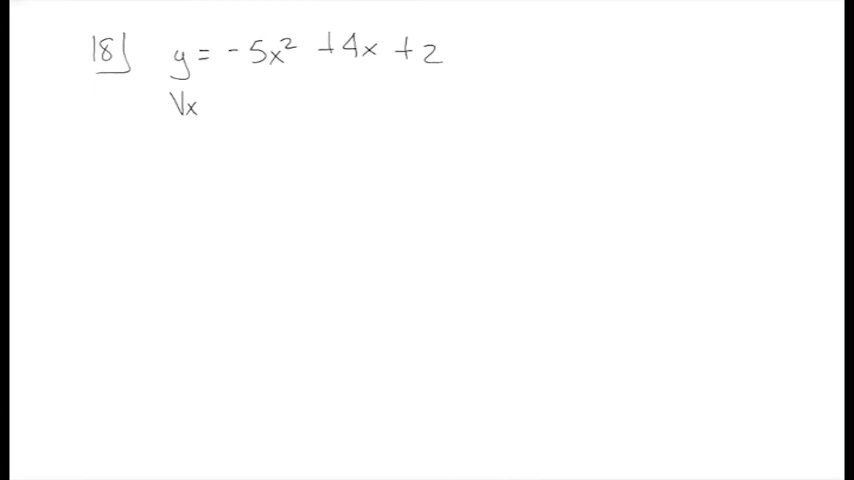 18) y = -5x² +4x +2
Vx